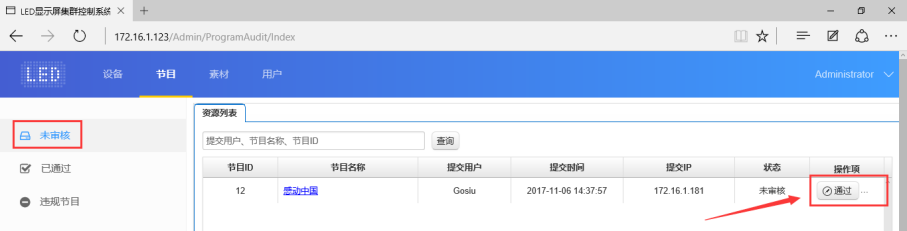 LED显示屏集群控制系统
172.16.1.123/Admin/ProgramAudit/Index
LED 设备 节目 素材 用户 Administrator
资源列表
未审核
提交用户、节目名称、节目ID 查询
节目ID 节目名称 提交用户 提交时间 提交IP 状态 操作项
已通过
12 感动中国 Gosiu 2017-11-06 14:37:57 172.16.1.181 未审核 通过 ...
违规节目